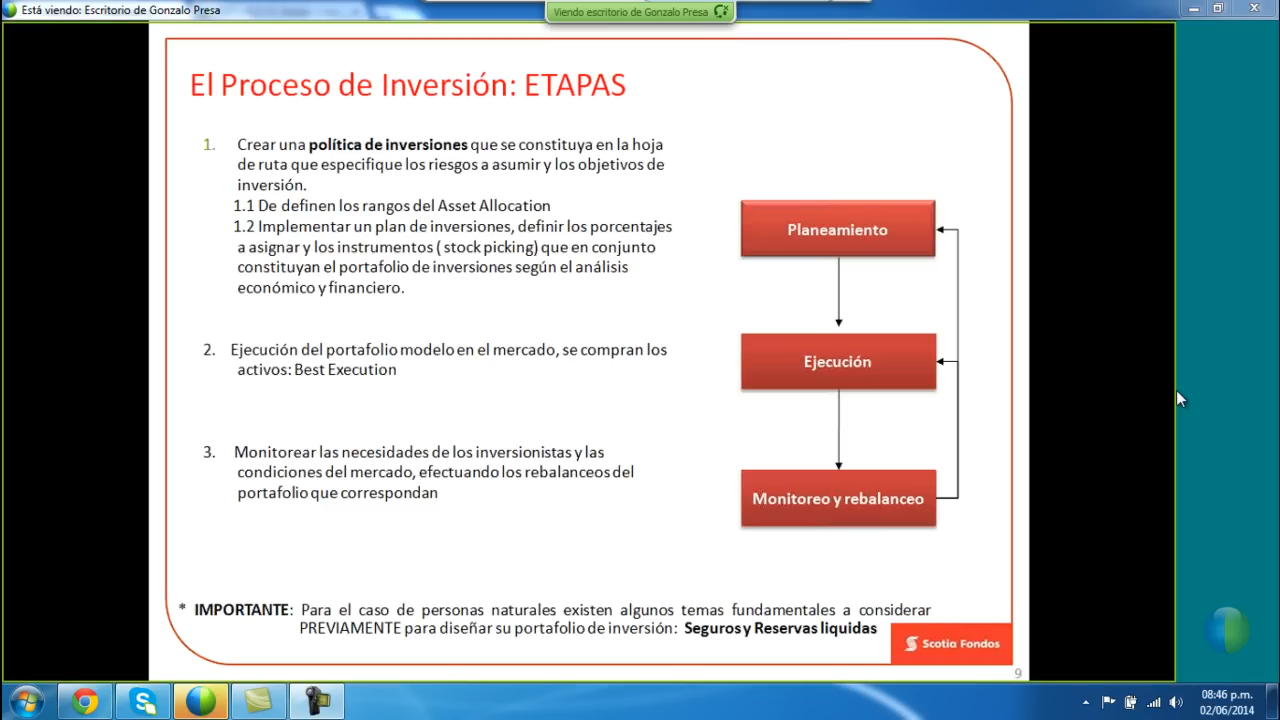 Está viendo: Escritorio de Gonzalo Presa
Viendo escritorio de Gonzalo Presa
El Proceso de Inversión: ETAPAS
1. Crear una política de inversiones que se constituya en la hoja
de ruta que especifique los riesgos a asumir y los objetivos de
inversión.
1.1 De definen los rangos del Asset Allocation
1.2 Implementar un plan de inversiones, definir los porcentajes
a asignar y los instrumentos ( stock picking) que en conjunto
constituyan el portafolio de inversiones según el análisis
económico y financiero.
2. Ejecución del portafolio modelo en el mercado, se compran los
activos: Best Execution
3. Monitorear las necesidades de los inversionistas y las
condiciones del mercado, efectuando los rebalanceos del
portafolio que correspondan
Planeamiento
Ejecución
Monitoreo y rebalanceo
* IMPORTANTE: Para el caso de personas naturales existen algunos temas fundamentales a considerar
PREVIAMENTE para diseñar su portafolio de inversión: Seguros y Reservas liquidas
Scotia Fondos
9
08:46 p.m.
02/06/2014